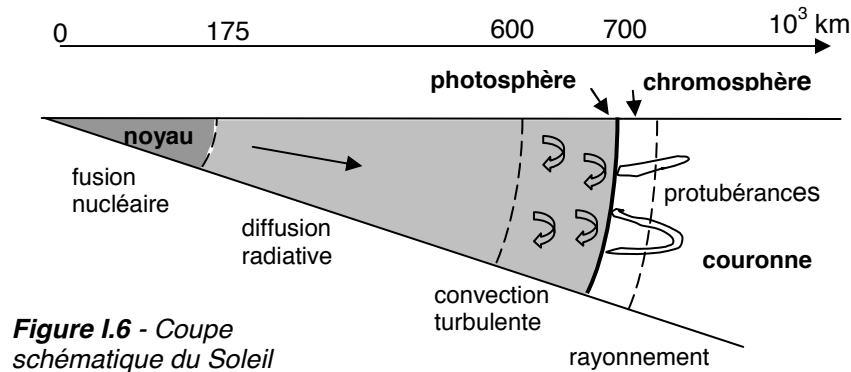 0 175 600 700 10³ km
photosphère chromosphère
noyau
fusion
nucléaire
diffusion
radiative
protubérances
couronne
convection
turbulente
rayonnement
Figure I.6 - Coupe
schématique du Soleil